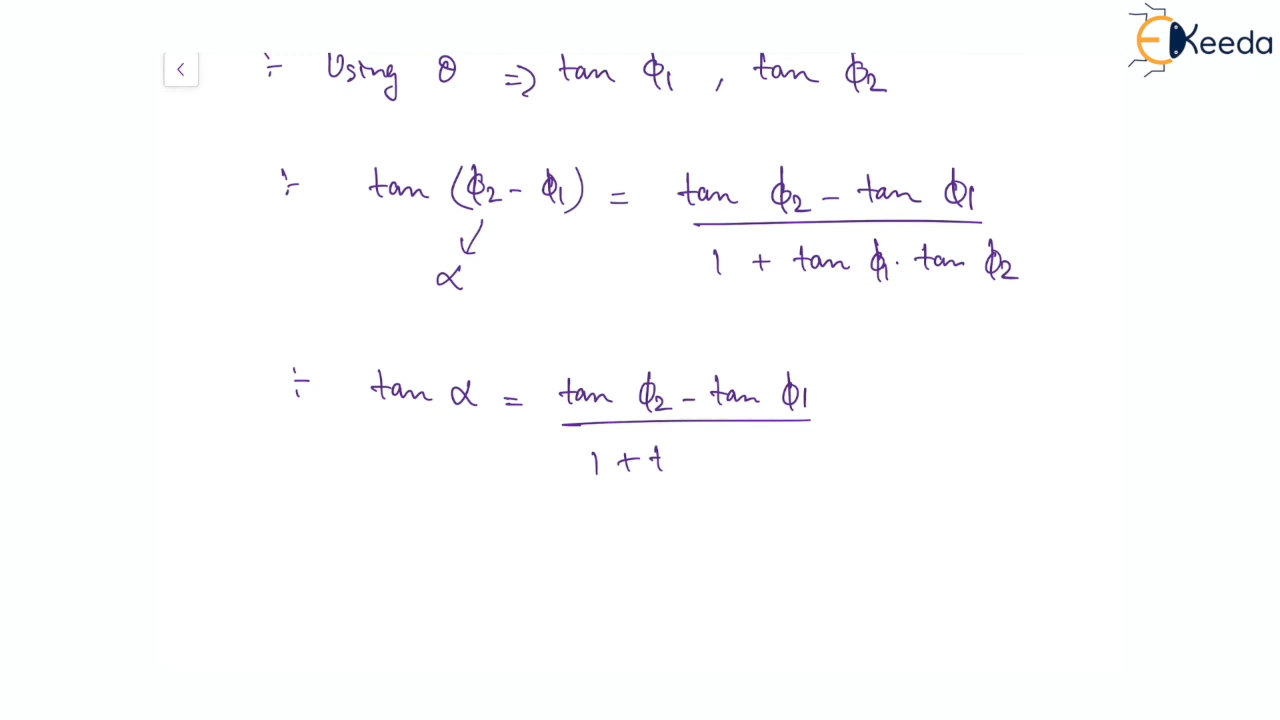 EKeeda
<
÷ Using θ ⇒ tan ϕ1 , tan ϕ2
÷ tan (ϕ2 - ϕ1) = tan ϕ2 - tan ϕ1
1 + tan ϕ1 . tan ϕ2
α
÷ tan α = tan ϕ2 - tan ϕ1
1 + t